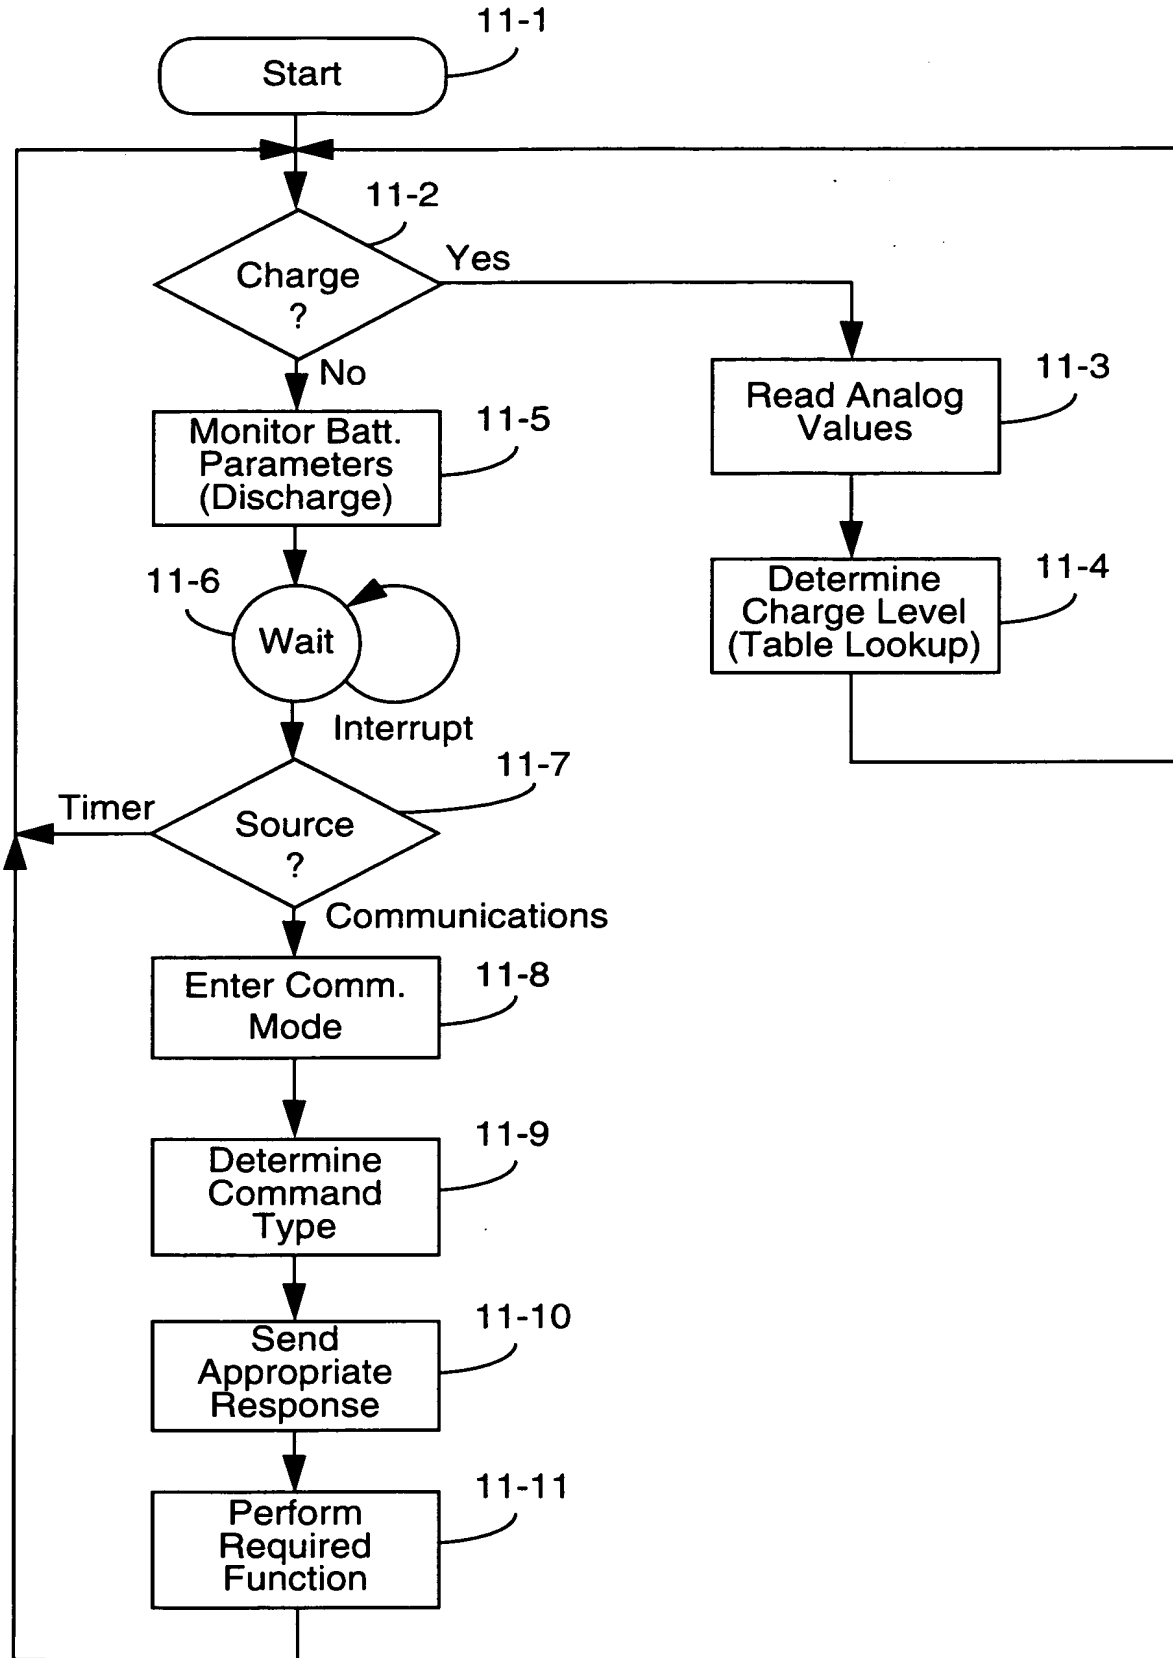 11-1
Start
11-2
Charge
?
Yes
No
11-3
Read Analog
Values
11-5
Monitor Batt.
Parameters
(Discharge)
11-4
Determine
Charge Level
(Table Lookup)
11-6
Wait
Interrupt
11-7
Timer
Source
?
Communications
11-8
Enter Comm.
Mode
11-9
Determine
Command
Type
11-10
Send
Appropriate
Response
11-11
Perform
Required
Function